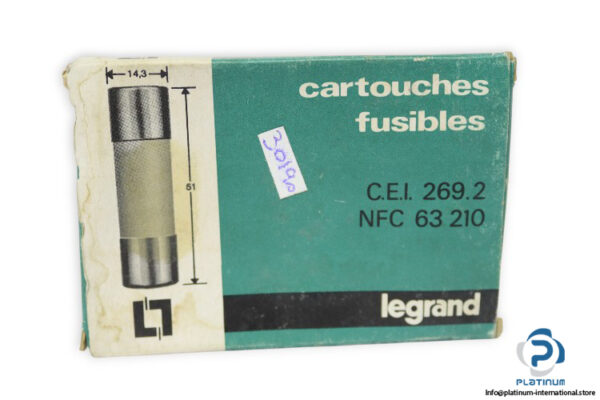 14,3
51
cartouches
fusibles
C.E.I. 269.2
NFC 63 210
legrand
PLATINUM
Info@platinum-international.store